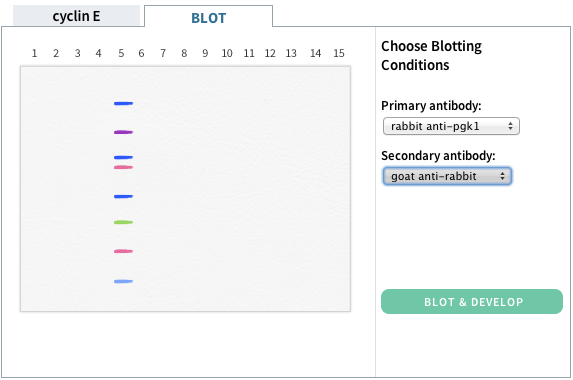 cyclin E
BLOT
1 2 3 4 5 6 7 8 9 10 11 12 13 14 15
Choose Blotting
Conditions
Primary antibody:
rabbit anti-pgk1
Secondary antibody:
goat anti-rabbit
BLOT & DEVELOP